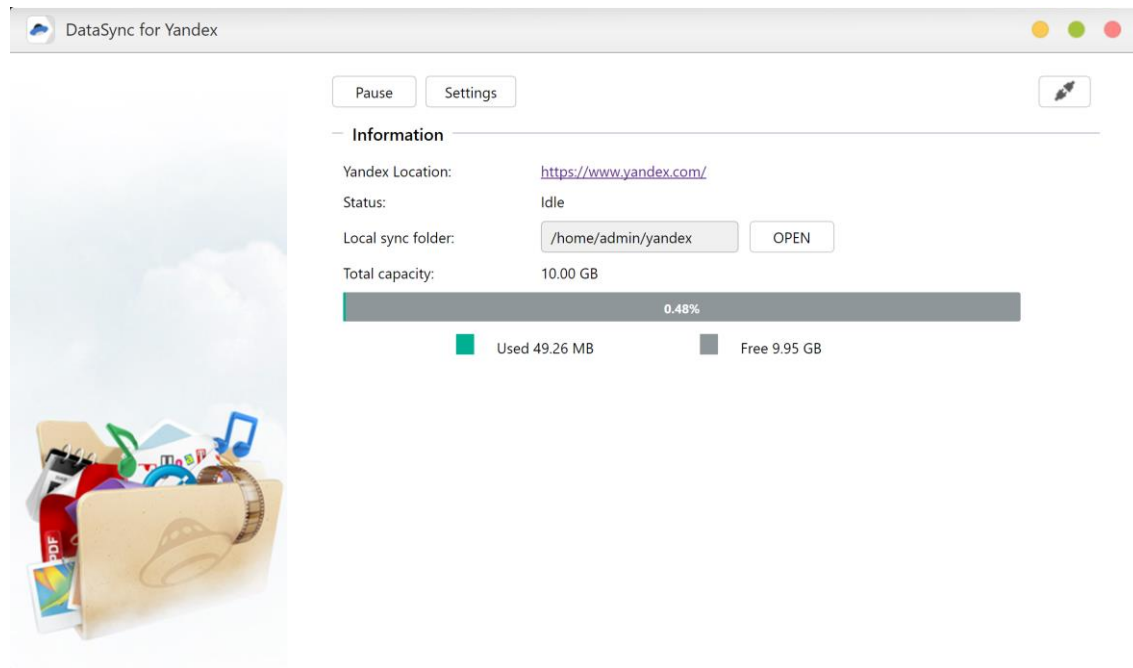 DataSync for Yandex
Pause Settings
Information
Yandex Location: https://www.yandex.com/
Status: Idle
Local sync folder: /home/admin/yandex OPEN
Total capacity: 10.00 GB
0.48%
Used 49.26 MB Free 9.95 GB
PDF